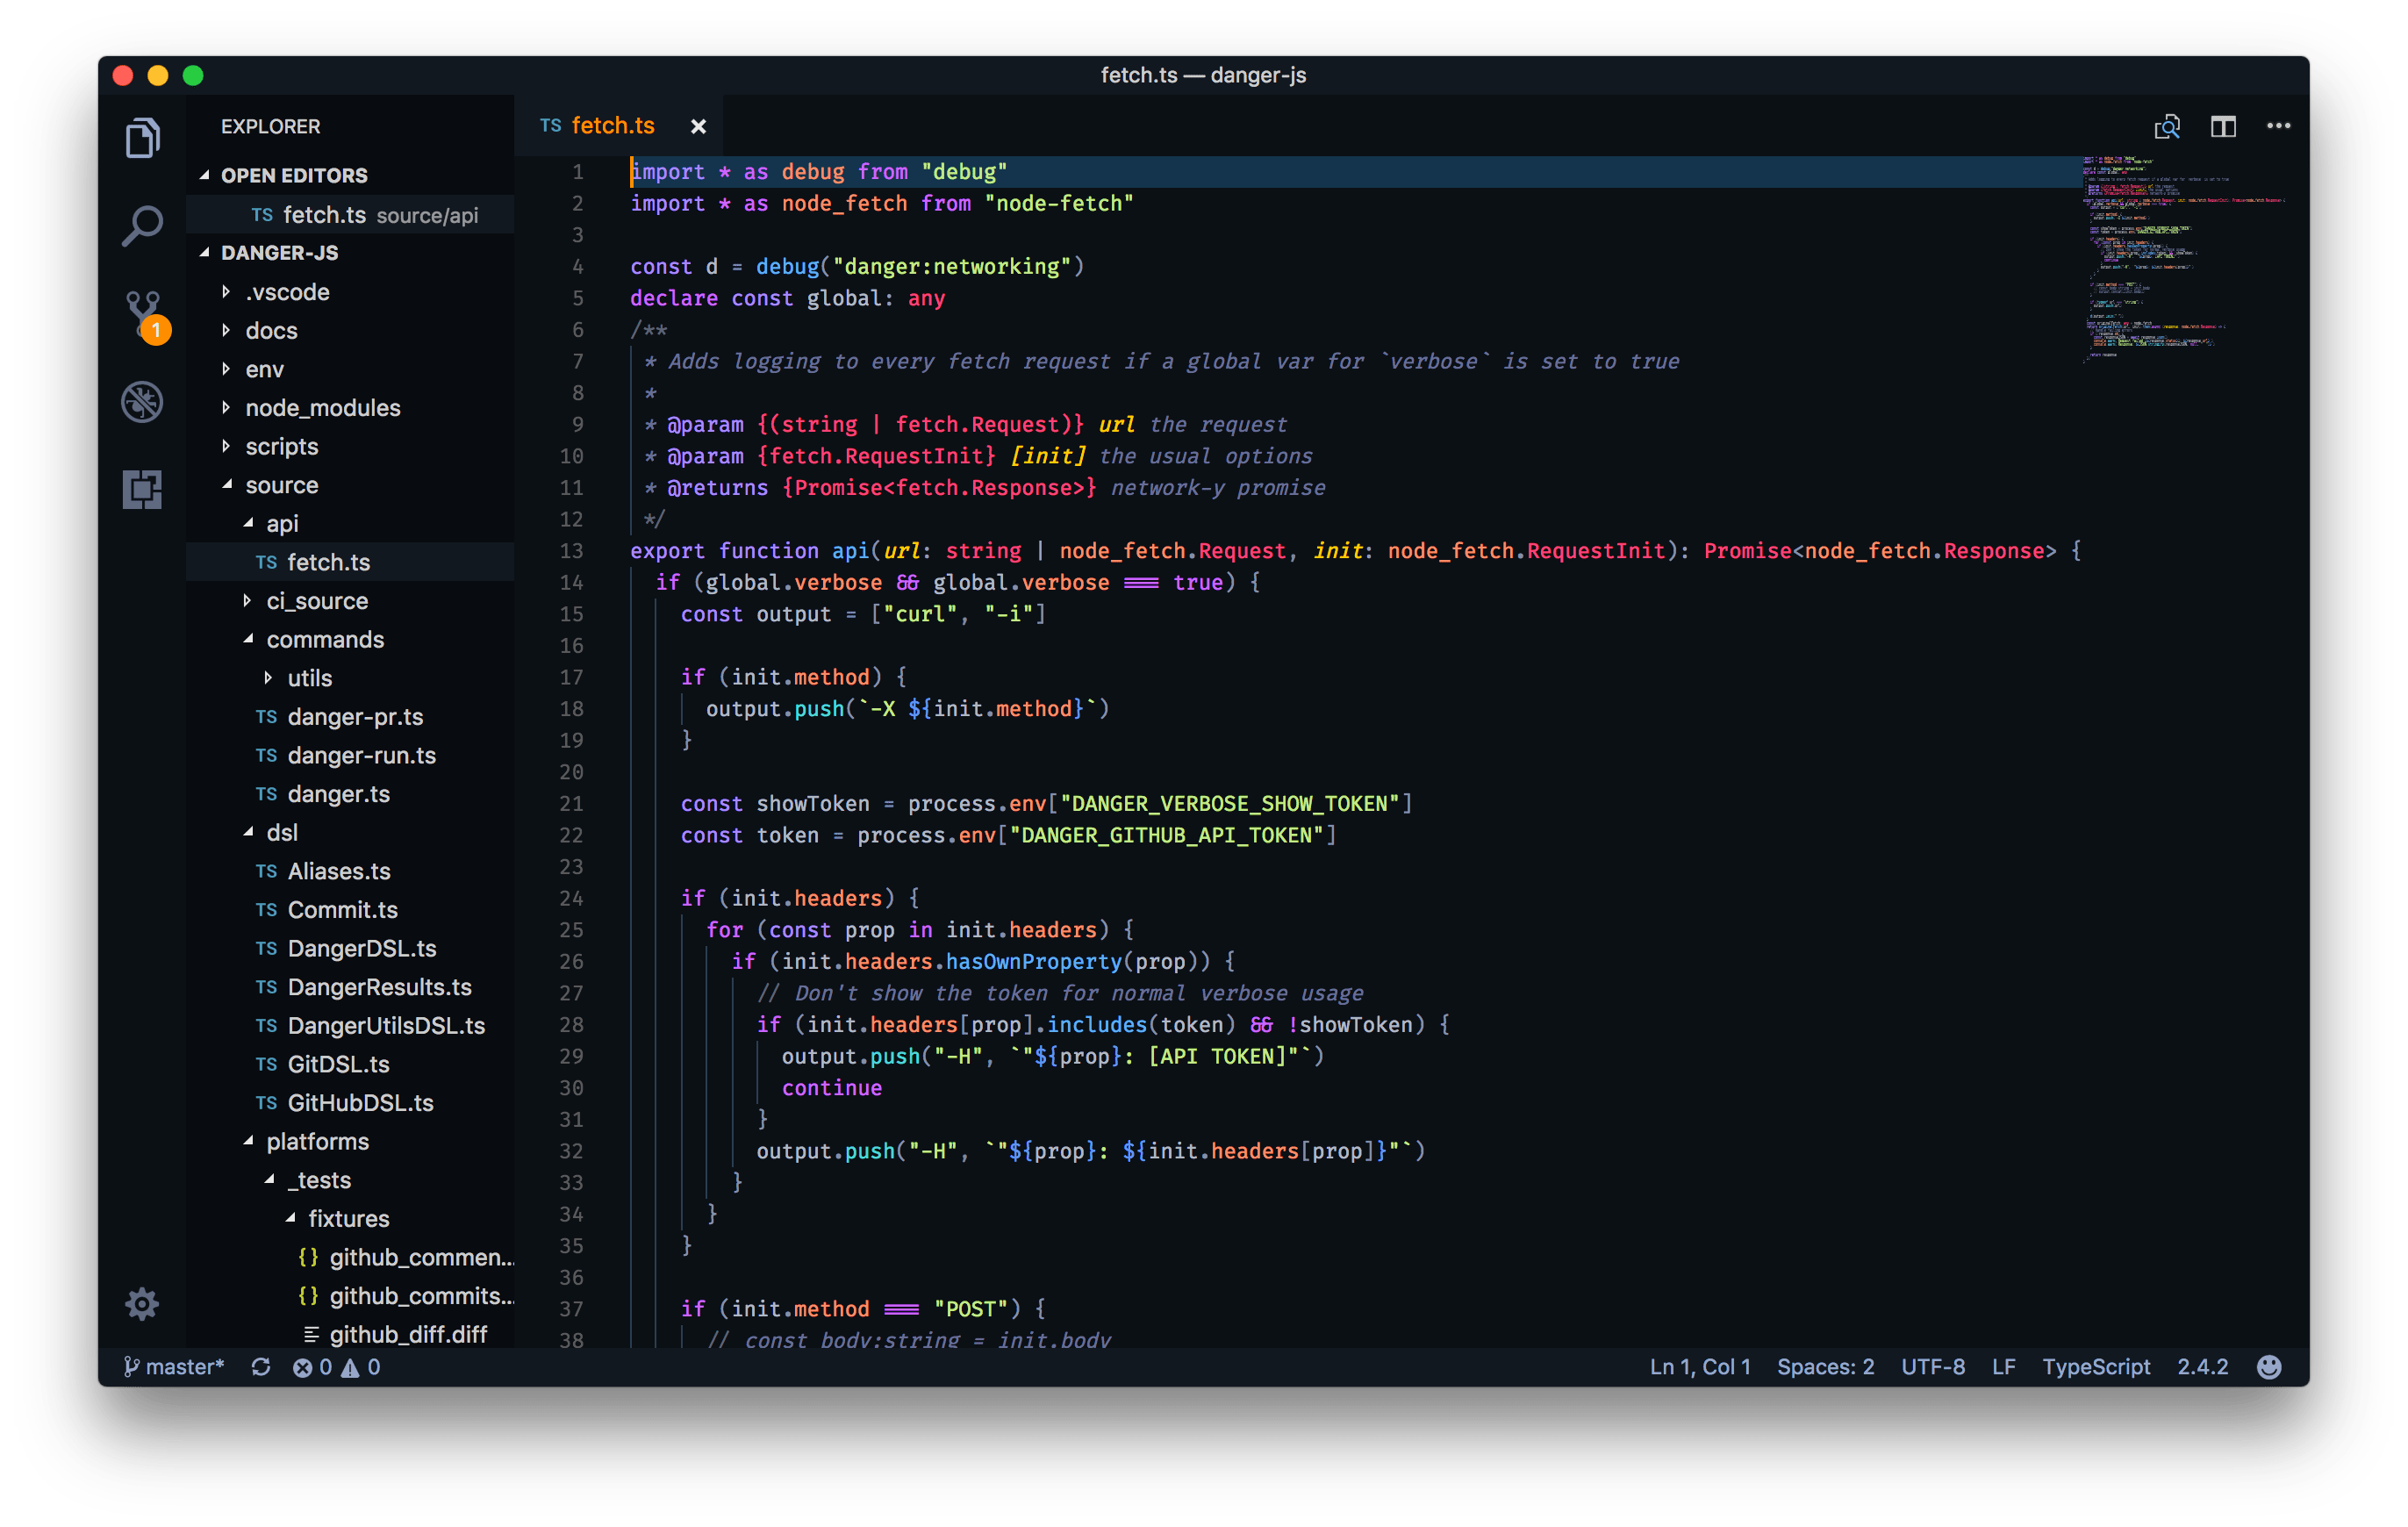 fetch.ts — danger-js
EXPLORER
OPEN EDITORS
TS fetch.ts source/api
DANGER-JS
.vscode
docs
env
node_modules
scripts
source
api
TS fetch.ts
ci_source
commands
utils
TS danger-pr.ts
TS danger-run.ts
TS danger.ts
dsl
TS Aliases.ts
TS Commit.ts
TS DangerDSL.ts
TS DangerResults.ts
TS DangerUtilsDSL.ts
TS GitDSL.ts
TS GitHubDSL.ts
platforms
_tests
fixtures
{} github_commen...
{} github_commits...
github_diff.diff
1
TS fetch.ts
1 import * as debug from "debug"
2 import * as node_fetch from "node-fetch"
3
4 const d = debug("danger:networking")
5 declare const global: any
6 /**
7  * Adds logging to every fetch request if a global var for `verbose` is set to true
8  *
9  * @param {(string | fetch.Request)} url the request
10  * @param {fetch.RequestInit} [init] the usual options
11  * @returns {Promise<fetch.Response>} network-y promise
12  */
13 export function api(url: string | node_fetch.Request, init: node_fetch.RequestInit): Promise<node_fetch.Response> {
14   if (global.verbose && global.verbose === true) {
15     const output = ["curl", "-i"]
16
17     if (init.method) {
18       output.push(`-X ${init.method}`)
19     }
20
21     const showToken = process.env["DANGER_VERBOSE_SHOW_TOKEN"]
22     const token = process.env["DANGER_GITHUB_API_TOKEN"]
23
24     if (init.headers) {
25       for (const prop in init.headers) {
26         if (init.headers.hasOwnProperty(prop)) {
27           // Don't show the token for normal verbose usage
28           if (init.headers[prop].includes(token) && !showToken) {
29             output.push("-H", `"${prop}: [API TOKEN]"`)
30             continue
31           }
32           output.push("-H", `"${prop}: ${init.headers[prop]}"`)
33         }
34       }
35     }
36
37     if (init.method === "POST") {
38       // const body:string = init.body
master* 0 0
Ln 1, Col 1 Spaces: 2 UTF-8 LF TypeScript 2.4.2